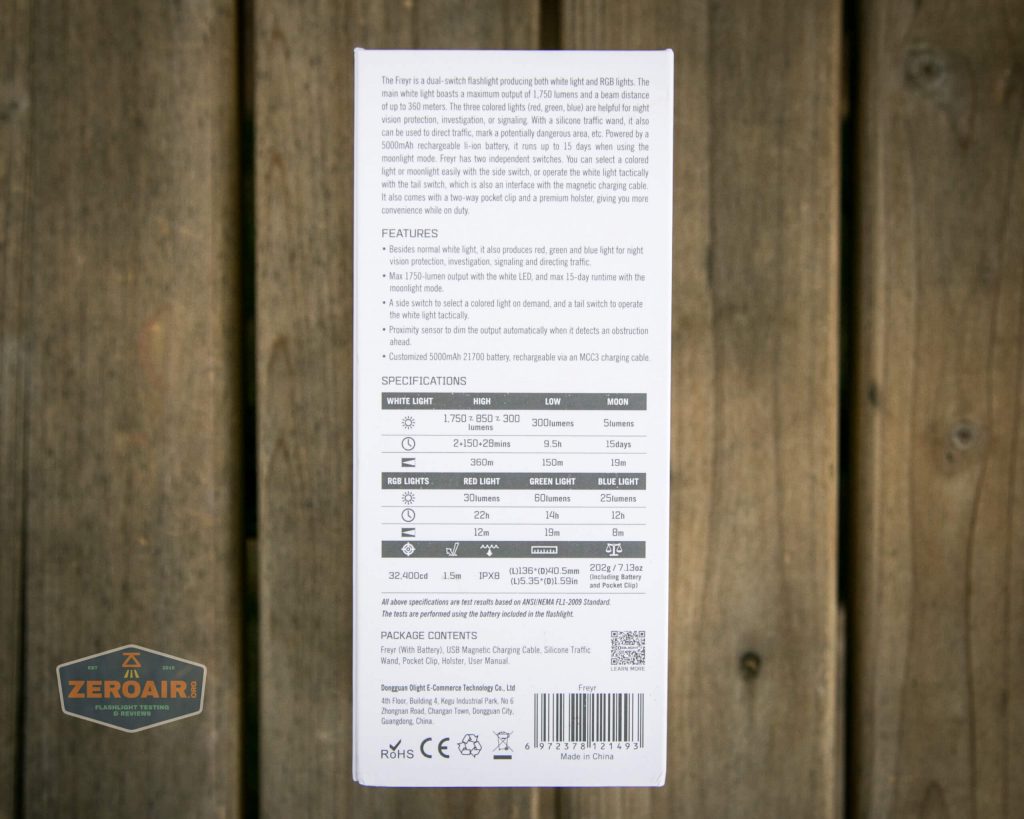 The Freyr is a dual-switch flashlight producing both white light and RGB lights. The
main white light boasts a maximum output of 1,750 lumens and a beam distance
of up to 360 meters. The three colored lights (red, green, blue) are helpful for night
vision protection, investigation, or signaling. With a silicone traffic wand, it also
can be used to direct traffic, mark a potentially dangerous area, etc. Powered by a
5000mAh rechargeable li-ion battery, it runs up to 15 days when using the
moonlight mode. Freyr has two independent switches. You can select a colored
light or moonlight easily with the side switch, or operate the white light tactically
with the tail switch, which is also an interface with the magnetic charging cable.
It also comes with a two-way pocket clip and a premium holster, giving you more
convenience while on duty.
FEATURES
• Besides normal white light, it also produces red, green and blue light for night
vision protection, investigation, signaling and directing traffic.
• Max 1750-lumen output with the white LED, and max 15-day runtime with the
moonlight mode.
• A side switch to select a colored light on demand, and a tail switch to operate
the white light tactically.
• Proximity sensor to dim the output automatically when it detects an obstruction
ahead.
• Customized 5000mAh 21700 battery, rechargeable via an MCC3 charging cable.
SPECIFICATIONS
WHITE LIGHT HIGH LOW MOON
1,750 ~ 850 ~ 300 lumens 300lumens 5lumens
2+150+28mins 9.5h 15days
360m 150m 19m
RGB LIGHTS RED LIGHT GREEN LIGHT BLUE LIGHT
30lumens 60lumens 25lumens
22h 14h 12h
12m 19m 8m
32,400cd 1.5m IPX8 (L)136*(D)40.5mm (L)5.35*(D)1.59in 202g / 7.13oz (Including Battery and Pocket Clip)
All above specifications are test results based on ANSI/NEMA FL1-2009 Standard.
The tests are performed using the battery included in the flashlight.
PACKAGE CONTENTS
Freyr (With Battery), USB Magnetic Charging Cable, Silicone Traffic
Wand, Pocket Clip, Holster, User Manual.
LEARN MORE
Dongguan Olight E-Commerce Technology Co., Ltd
4th Floor, Building 4, Kegu Industrial Park, No 6
Zhongnan Road, Changan Town, Dongguan City,
Guangdong, China.
RoHS CE
Freyr
6 972378 121493
Made in China
ZEROAIR.ORG
FLASHLIGHT TESTING
& REVIEWS